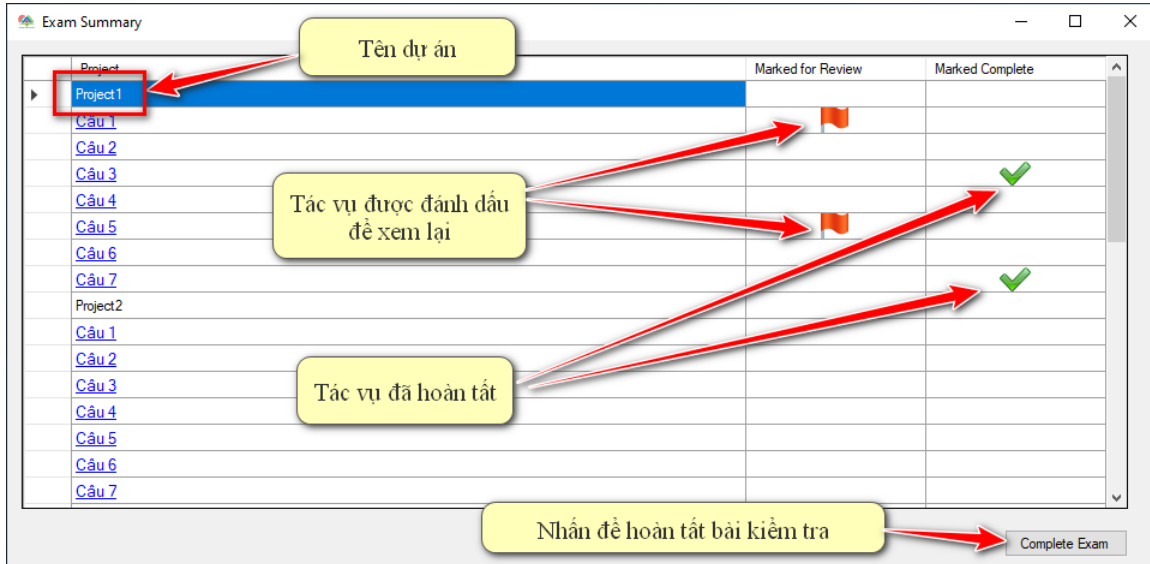 Exam Summary
Tên dự án
Project
Marked for Review
Marked Complete
Project1
Câu 1
Câu 2
Câu 3
Câu 4
Câu 5
Câu 6
Câu 7
Tác vụ được đánh dấu
để xem lại
Project2
Câu 1
Câu 2
Câu 3
Câu 4
Câu 5
Câu 6
Câu 7
Tác vụ đã hoàn tất
Nhấn để hoàn tất bài kiểm tra
Complete Exam